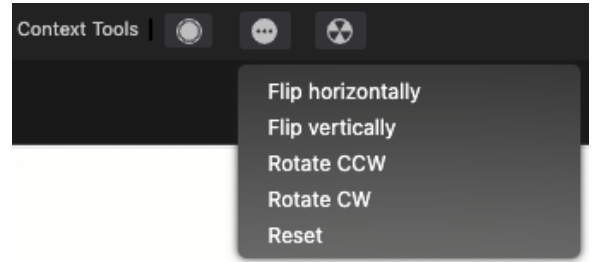 Context Tools
Flip horizontally
Flip vertically
Rotate CCW
Rotate CW
Reset